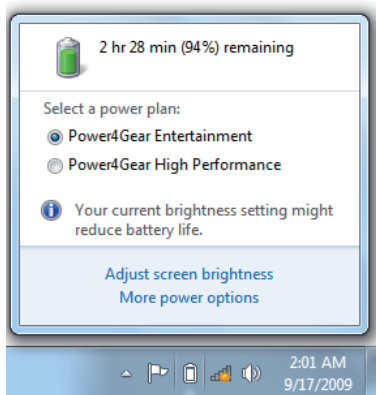 2 hr 28 min (94%) remaining
Select a power plan:
Power4Gear Entertainment
Power4Gear High Performance
Your current brightness setting might
reduce battery life.
Adjust screen brightness
More power options
2:01 AM
9/17/2009